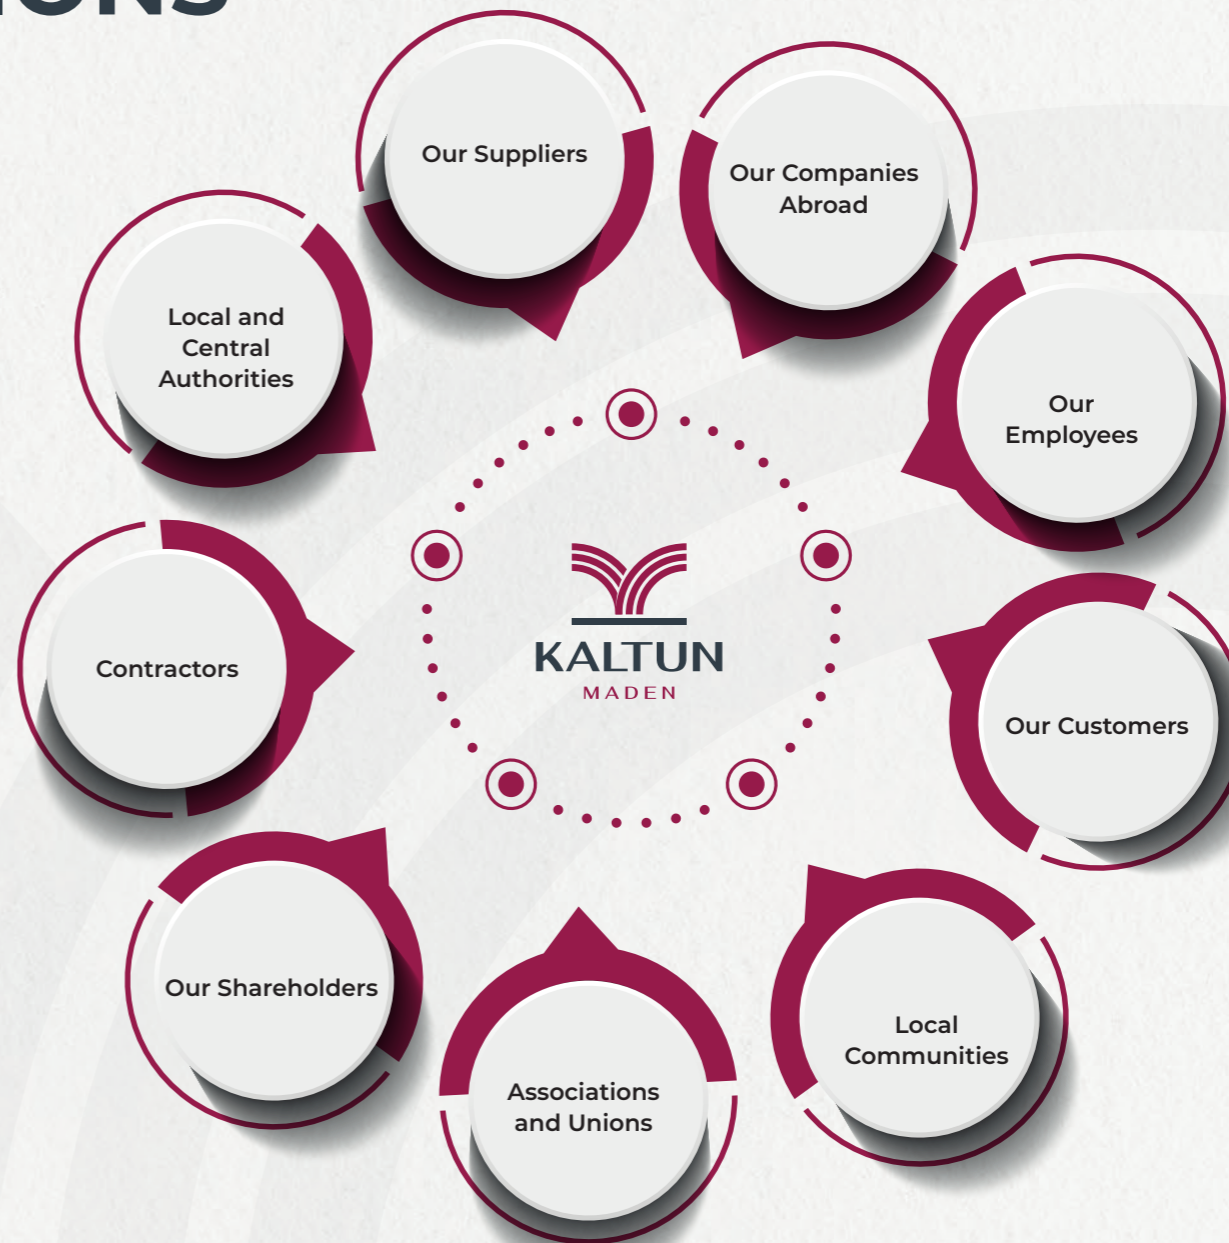 IONS
Our Suppliers
Our Companies
Abroad
Local and
Central
Authorities
Our
Employees
Contractors
KALTUN
MADEN
Our Customers
Our Shareholders
Local
Communities
Associations
and Unions